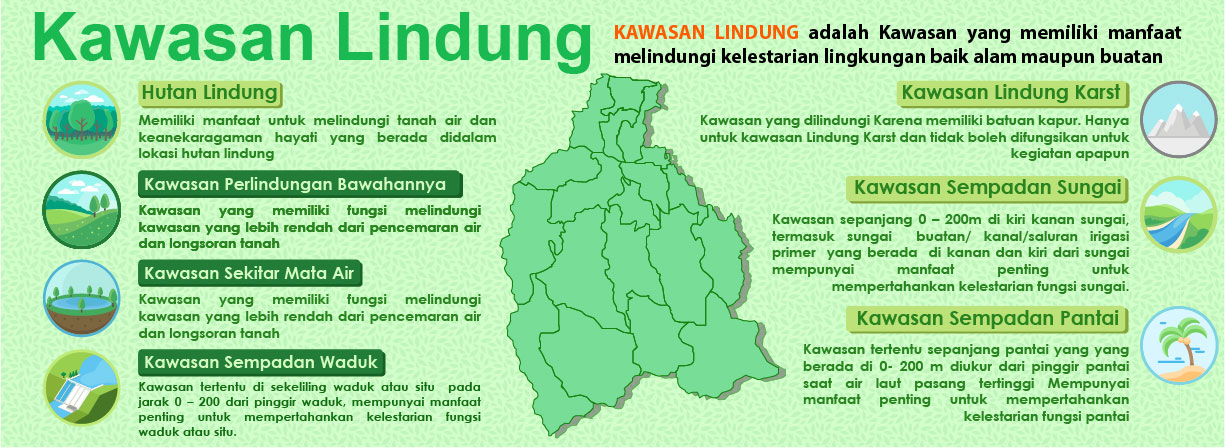 Kawasan Lindung
KAWASAN LINDUNG adalah Kawasan yang memiliki manfaat
melindungi kelestarian lingkungan baik alam maupun buatan
Hutan Lindung
Memiliki manfaat untuk melindungi tanah air dan
keanekaragaman hayati yang berada didalam
lokasi hutan lindung
Kawasan Perlindungan Bawahannya
Kawasan yang memiliki fungsi melindungi
kawasan yang lebih rendah dari pencemaran air
dan longsoran tanah
Kawasan Sekitar Mata Air
Kawasan yang memiliki fungsi melindungi
kawasan yang lebih rendah dari pencemaran air
dan longsoran tanah
Kawasan Sempadan Waduk
Kawasan tertentu di sekeliling waduk atau situ pada
jarak 0 – 200 dari pinggir waduk, mempunyai manfaat
penting untuk mempertahankan kelestarian fungsi
waduk atau situ.
Kawasan Lindung Karst
Kawasan yang dilindungi Karena memiliki batuan kapur. Hanya
untuk kawasan Lindung Karst dan tidak boleh difungsikan untuk
kegiatan apapun
Kawasan Sempadan Sungai
Kawasan sepanjang 0 – 200m di kiri kanan sungai,
termasuk sungai buatan/ kanal/saluran irigasi
primer yang berada di kanan dan kiri dari sungai
mempunyai manfaat penting untuk
mempertahankan kelestarian fungsi sungai.
Kawasan Sempadan Pantai
Kawasan tertentu sepanjang pantai yang yang
berada di 0- 200 m diukur dari pinggir pantai
saat air laut pasang tertinggi Mempunyai
manfaat penting untuk mempertahankan
kelestarian fungsi pantai